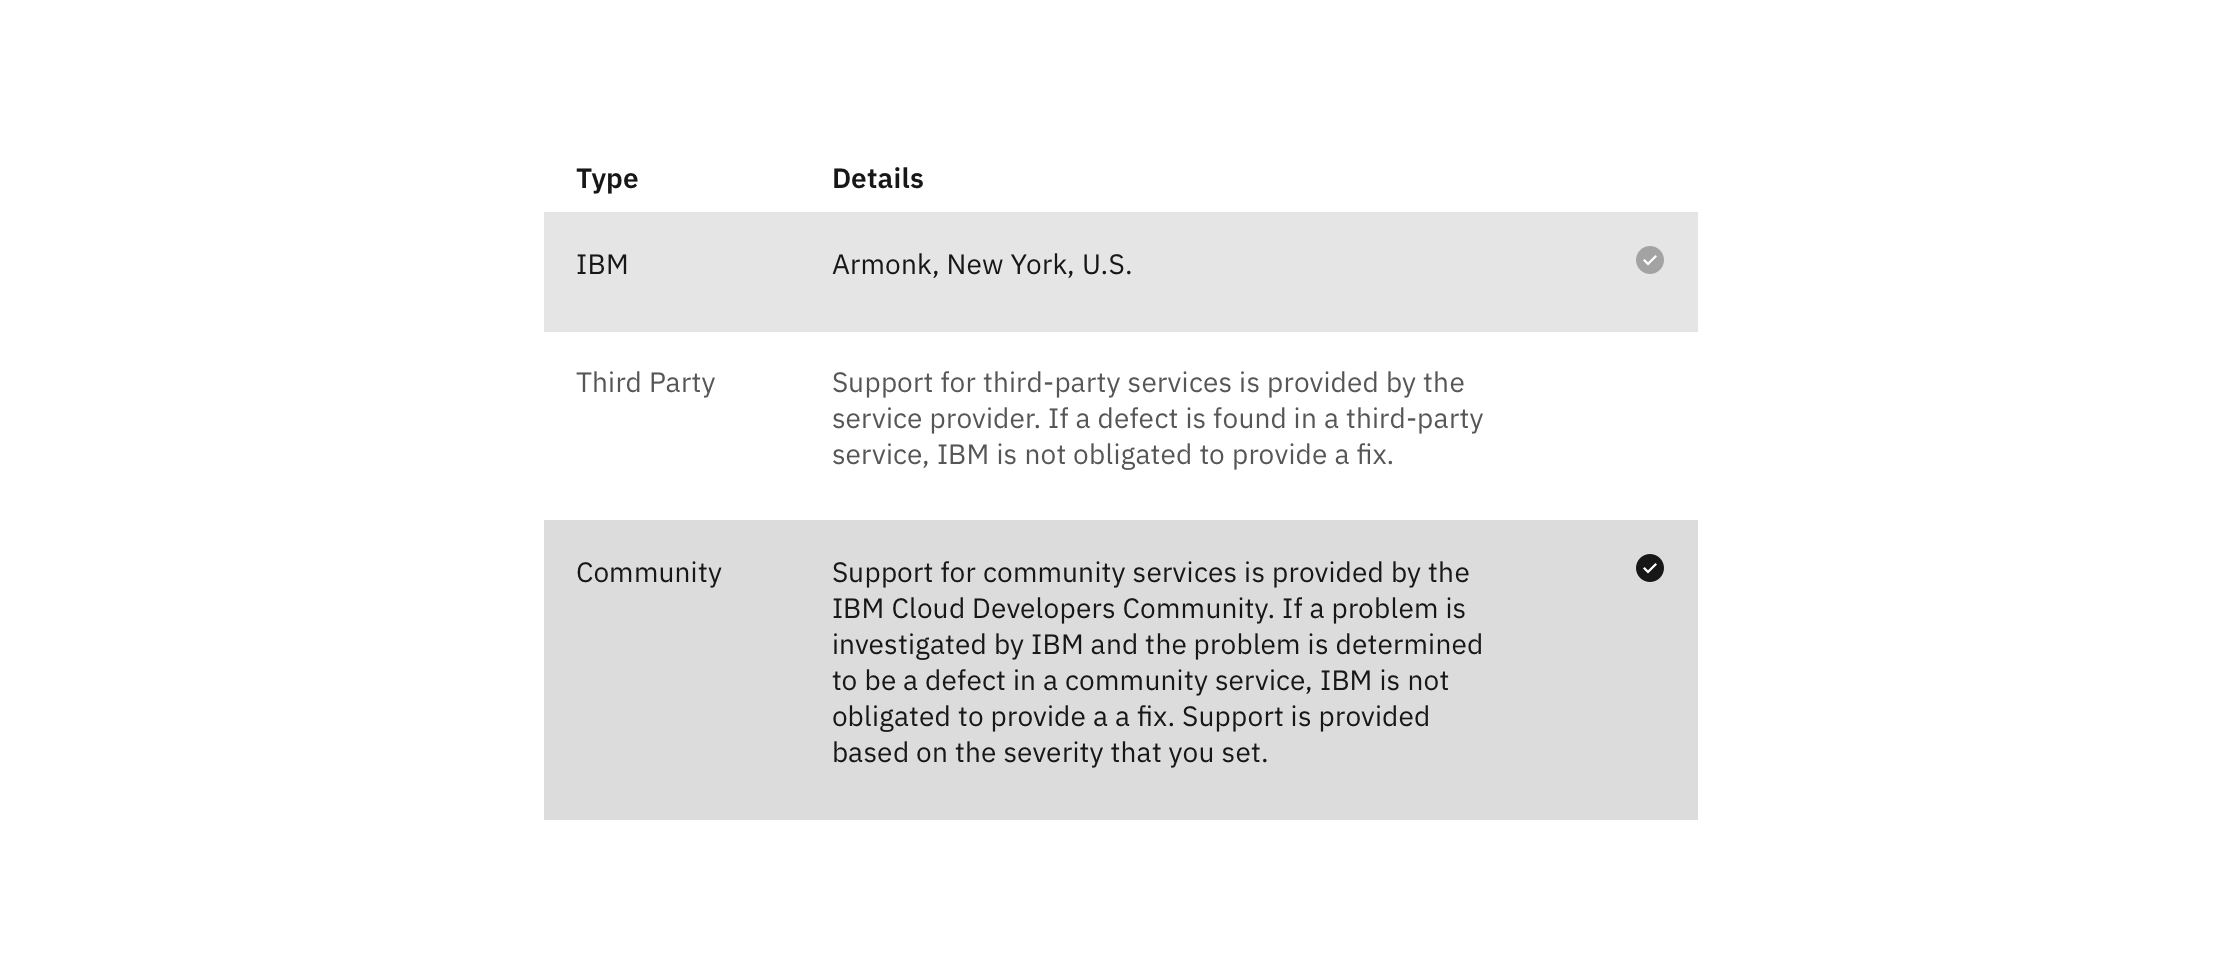 Type Details
IBM Armonk, New York, U.S.
Third Party Support for third-party services is provided by the
service provider. If a defect is found in a third-party
service, IBM is not obligated to provide a fix.
Community Support for community services is provided by the
IBM Cloud Developers Community. If a problem is
investigated by IBM and the problem is determined
to be a defect in a community service, IBM is not
obligated to provide a a fix. Support is provided
based on the severity that you set.